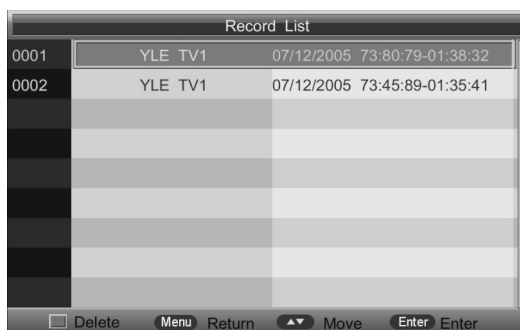 Record List
0001 YLE TV1 07/12/2005 73:80:79-01:38:32
0002 YLE TV1 07/12/2005 73:45:89-01:35:41
Delete Menu Return Move Enter Enter